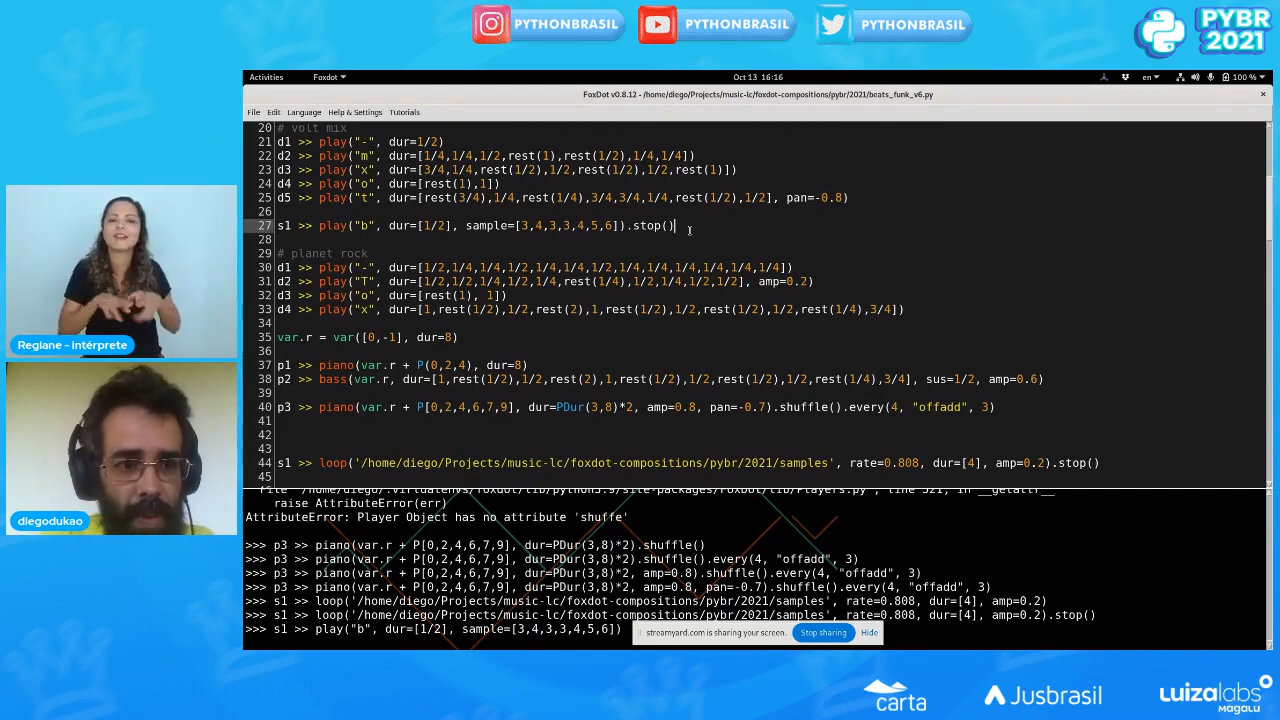 PYTHONBRASIL
PYTHONBRASIL
PYTHONBRASIL
PYBR
2021
Activities Foxdot Oct 13 16:16 en 100 %
FoxDot v0.8.12 - /home/diego/Projects/music-lc/foxdot-compositions/pybr/2021/beats_funk_v6.py ×
File Edit Language Help & Settings Tutorials
20 # volt mix
21 d1 >> play("-", dur=1/2)
22 d2 >> play("m", dur=[1/4,1/4,1/2,rest(1),rest(1/2),1/4,1/4])
23 d3 >> play("x", dur=[3/4,1/4,rest(1/2),1/2,rest(1/2),1/2,rest(1)])
24 d4 >> play("o", dur=[rest(1),1])
25 d5 >> play("t", dur=[rest(3/4),1/4,rest(1/4),3/4,3/4,1/4,rest(1/2),1/2], pan=-0.8)
26
27 s1 >> play("b", dur=[1/2], sample=[3,4,3,3,4,5,6]).stop()
28
29 # planet rock
30 d1 >> play("-", dur=[1/2,1/4,1/4,1/2,1/4,1/4,1/2,1/4,1/4,1/4,1/4,1/4,1/4])
31 d2 >> play("T", dur=[1/2,1/2,1/4,1/2,1/4,rest(1/4),1/2,1/4,1/2,1/2], amp=0.2)
32 d3 >> play("o", dur=[rest(1), 1])
33 d4 >> play("x", dur=[1,rest(1/2),1/2,rest(2),1,rest(1/2),1/2,rest(1/2),1/2,rest(1/4),3/4])
34
35 var.r = var([0,-1], dur=8)
36
37 p1 >> piano(var.r + P(0,2,4), dur=8)
38 p2 >> bass(var.r, dur=[1,rest(1/2),1/2,rest(2),1,rest(1/2),1/2,rest(1/2),1/2,rest(1/4),3/4], sus=1/2, amp=0.6)
39
40 p3 >> piano(var.r + P[0,2,4,6,7,9], dur=PDur(3,8)*2, amp=0.8, pan=-0.7).shuffle().every(4, "offadd", 3)
41
42
43
44 s1 >> loop('/home/diego/Projects/music-lc/foxdot-compositions/pybr/2021/samples', rate=0.808, dur=[4], amp=0.2).stop()
45
File "/home/diego/.virtualenvs/foxdot/lib/python3.9/site-packages/FoxDot/lib/Players.py", line 521, in __getattr__
raise AttributeError(err)
AttributeError: Player Object has no attribute 'shuffe'
>>> p3 >> piano(var.r + P[0,2,4,6,7,9], dur=PDur(3,8)*2).shuffle()
>>> p3 >> piano(var.r + P[0,2,4,6,7,9], dur=PDur(3,8)*2).shuffle().every(4, "offadd", 3)
>>> p3 >> piano(var.r + P[0,2,4,6,7,9], dur=PDur(3,8)*2, amp=0.8).shuffle().every(4, "offadd", 3)
>>> p3 >> piano(var.r + P[0,2,4,6,7,9], dur=PDur(3,8)*2, amp=0.8, pan=-0.7).shuffle().every(4, "offadd", 3)
>>> s1 >> loop('/home/diego/Projects/music-lc/foxdot-compositions/pybr/2021/samples', rate=0.808, dur=[4], amp=0.2)
>>> s1 >> loop('/home/diego/Projects/music-lc/foxdot-compositions/pybr/2021/samples', rate=0.808, dur=[4], amp=0.2).stop()
>>> s1 >> play("b", dur=[1/2], sample=[3,4,3,3,4,5,6])
streamyard.com is sharing your screen. Stop sharing Hide
Regiane - intérprete
diegodukao
carta
Jusbrasil
luizalabs
MAGALU